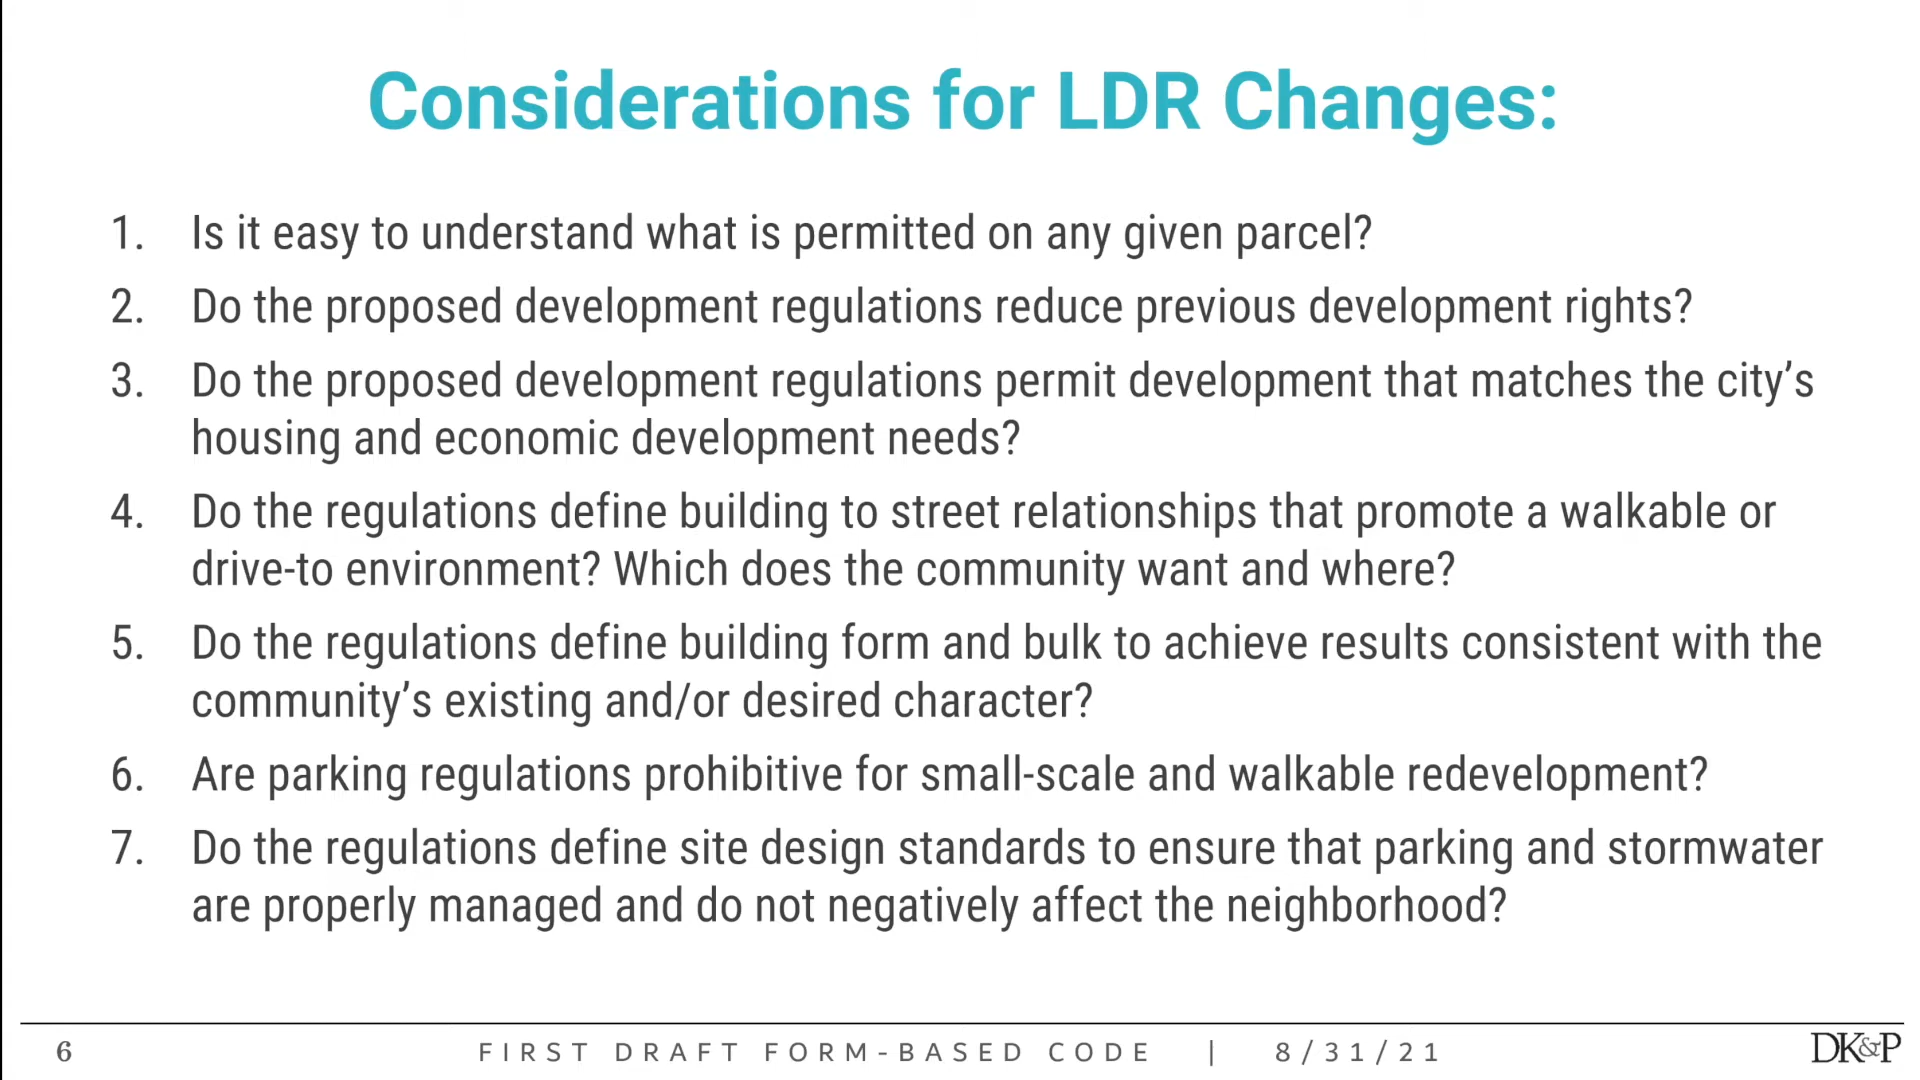 Considerations for LDR Changes:
1. Is it easy to understand what is permitted on any given parcel?
2. Do the proposed development regulations reduce previous development rights?
3. Do the proposed development regulations permit development that matches the city’s
housing and economic development needs?
4. Do the regulations define building to street relationships that promote a walkable or
drive-to environment? Which does the community want and where?
5. Do the regulations define building form and bulk to achieve results consistent with the
community’s existing and/or desired character?
6. Are parking regulations prohibitive for small-scale and walkable redevelopment?
7. Do the regulations define site design standards to ensure that parking and stormwater
are properly managed and do not negatively affect the neighborhood?
6 FIRST DRAFT FORM-BASED CODE | 8/31/21 DK&P